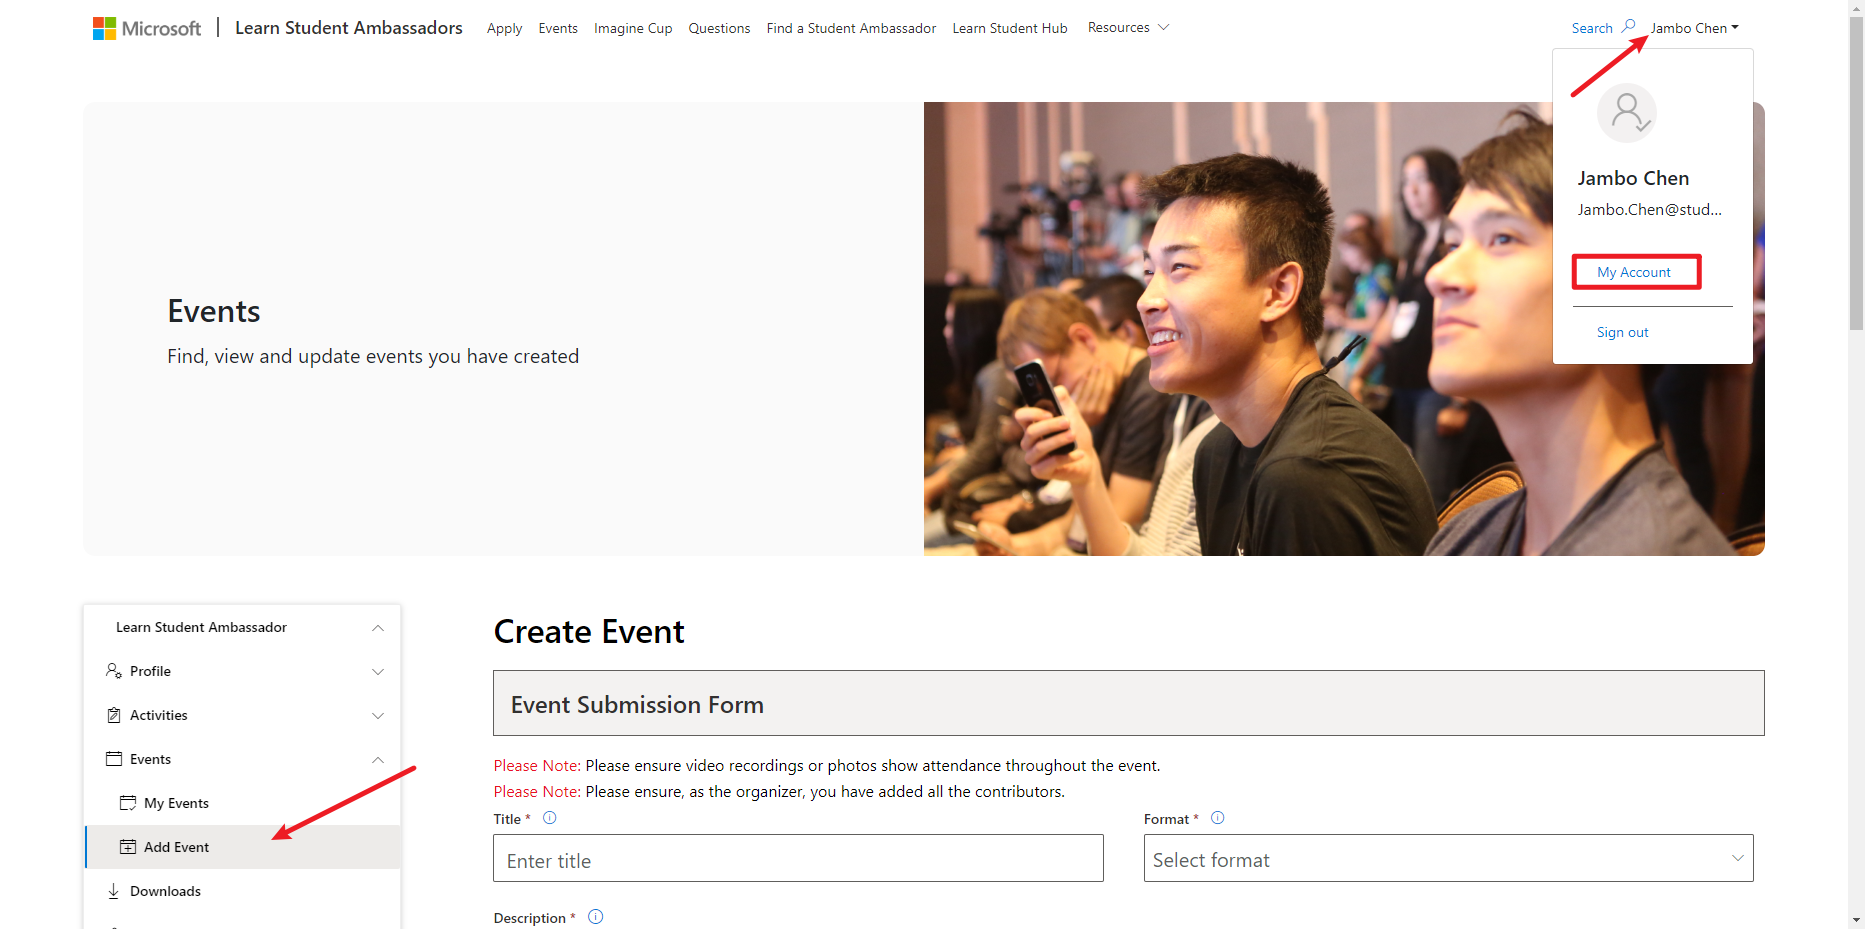 Microsoft | Learn Student Ambassadors Apply Events Imagine Cup Questions Find a Student Ambassador Learn Student Hub Resources Search Jambo Chen
Jambo Chen
Jambo.Chen@stud...
My Account
Sign out
Events
Find, view and update events you have created
Learn Student Ambassador
Profile
Activities
Events
My Events
Add Event
Downloads
Create Event
Event Submission Form
Please Note: Please ensure video recordings or photos show attendance throughout the event.
Please Note: Please ensure, as the organizer, you have added all the contributors.
Title *
Enter title
Format *
Select format
Description *